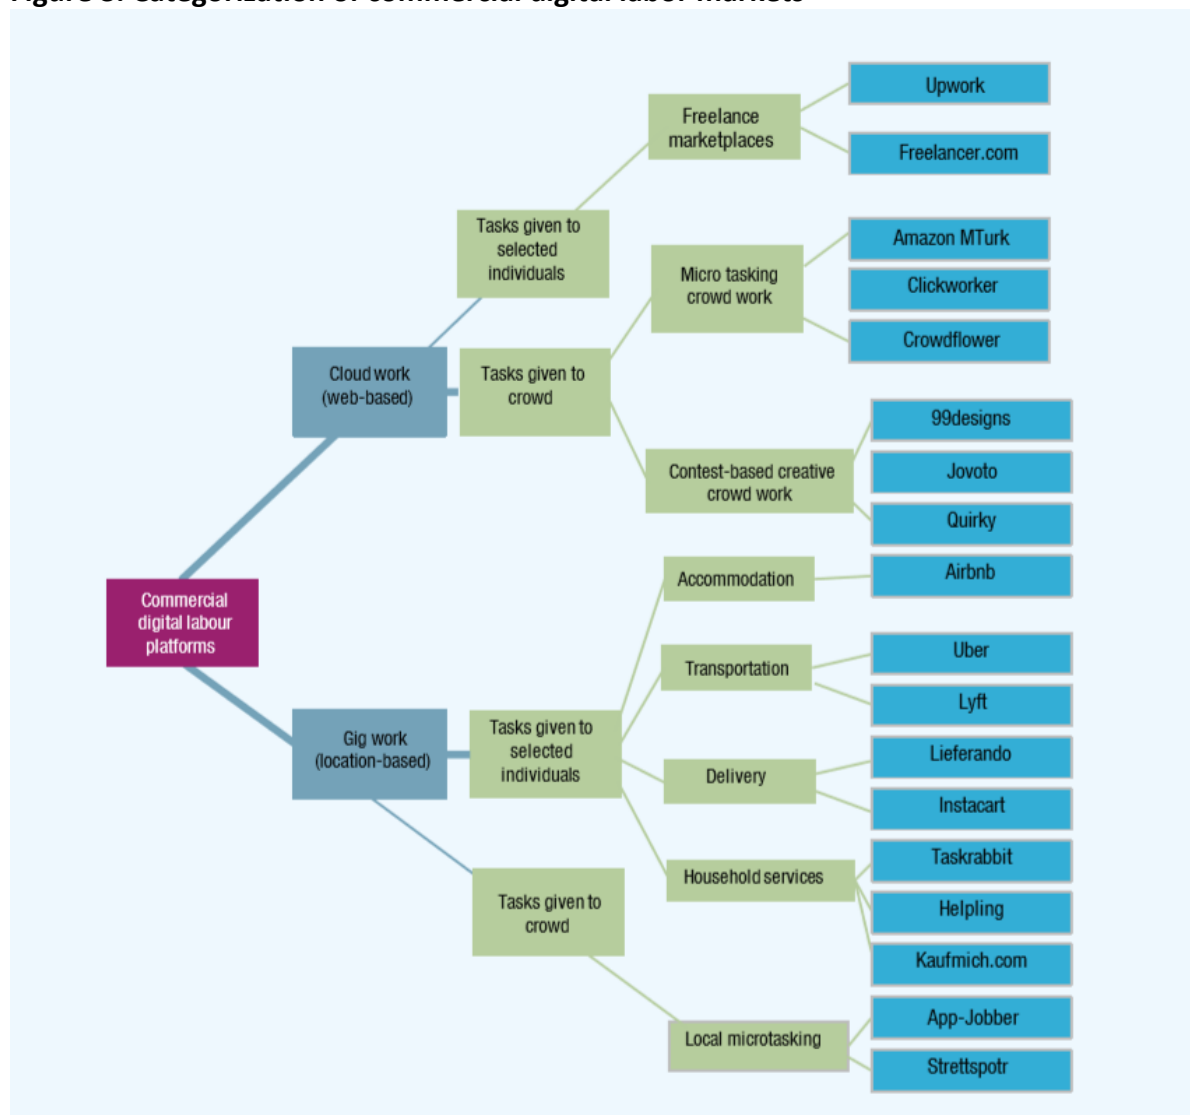 Upwork
Freelance
marketplaces
Freelancer.com
Tasks given to
selected
individuals
Amazon MTurk
Micro tasking
crowd work
Clickworker
Crowdflower
Cloud work
(web-based)
Tasks given to
crowd
99designs
Contest-based creative
crowd work
Jovoto
Quirky
Commercial
digital labour
platforms
Accommodation
Airbnb
Transportation
Uber
Lyft
Gig work
(location-based)
Tasks given to
selected
individuals
Delivery
Lieferando
Instacart
Household services
Taskrabbit
Helpling
Kaufmich.com
Tasks given to
crowd
Local microtasking
App-Jobber
Strettspotr